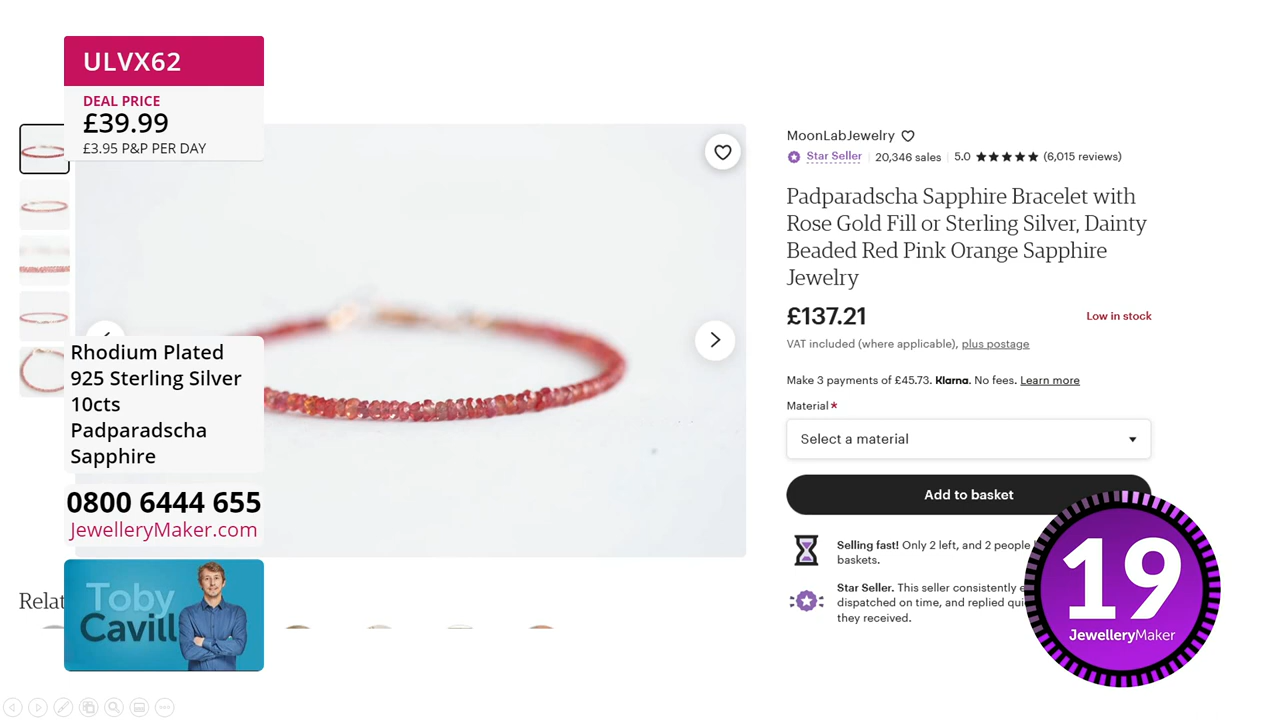 ULVX62
DEAL PRICE
£39.99
£3.95 P&P PER DAY
Rhodium Plated
925 Sterling Silver
10cts
Padparadscha
Sapphire
0800 6444 655
JewelleryMaker.com
Toby
Cavill
MoonLabJewelry
Star Seller 20,346 sales 5.0 (6,015 reviews)
Padparadscha Sapphire Bracelet with
Rose Gold Fill or Sterling Silver, Dainty
Beaded Red Pink Orange Sapphire
Jewelry
£137.21 Low in stock
VAT included (where applicable), plus postage
Make 3 payments of £45.73. Klarna. No fees. Learn more
Material *
Select a material
Add to basket
Selling fast! Only 2 left, and 2 people
baskets.
Star Seller. This seller consistently
dispatched on time, and replied
they received.
19
JewelleryMaker